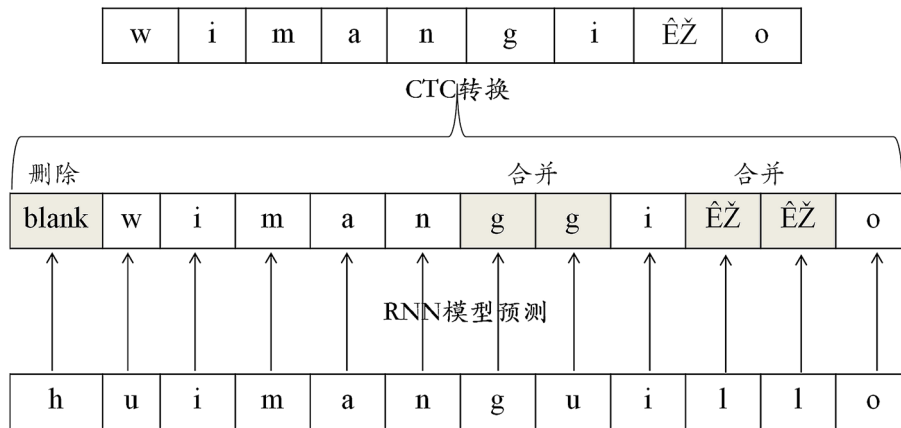 w i m a n g i ÊŽ o
CTC转换
删除 合并 合并
blank w i m a n g g i ÊŽ ÊŽ o
RNN模型预测
h u i m a n g u i l l o